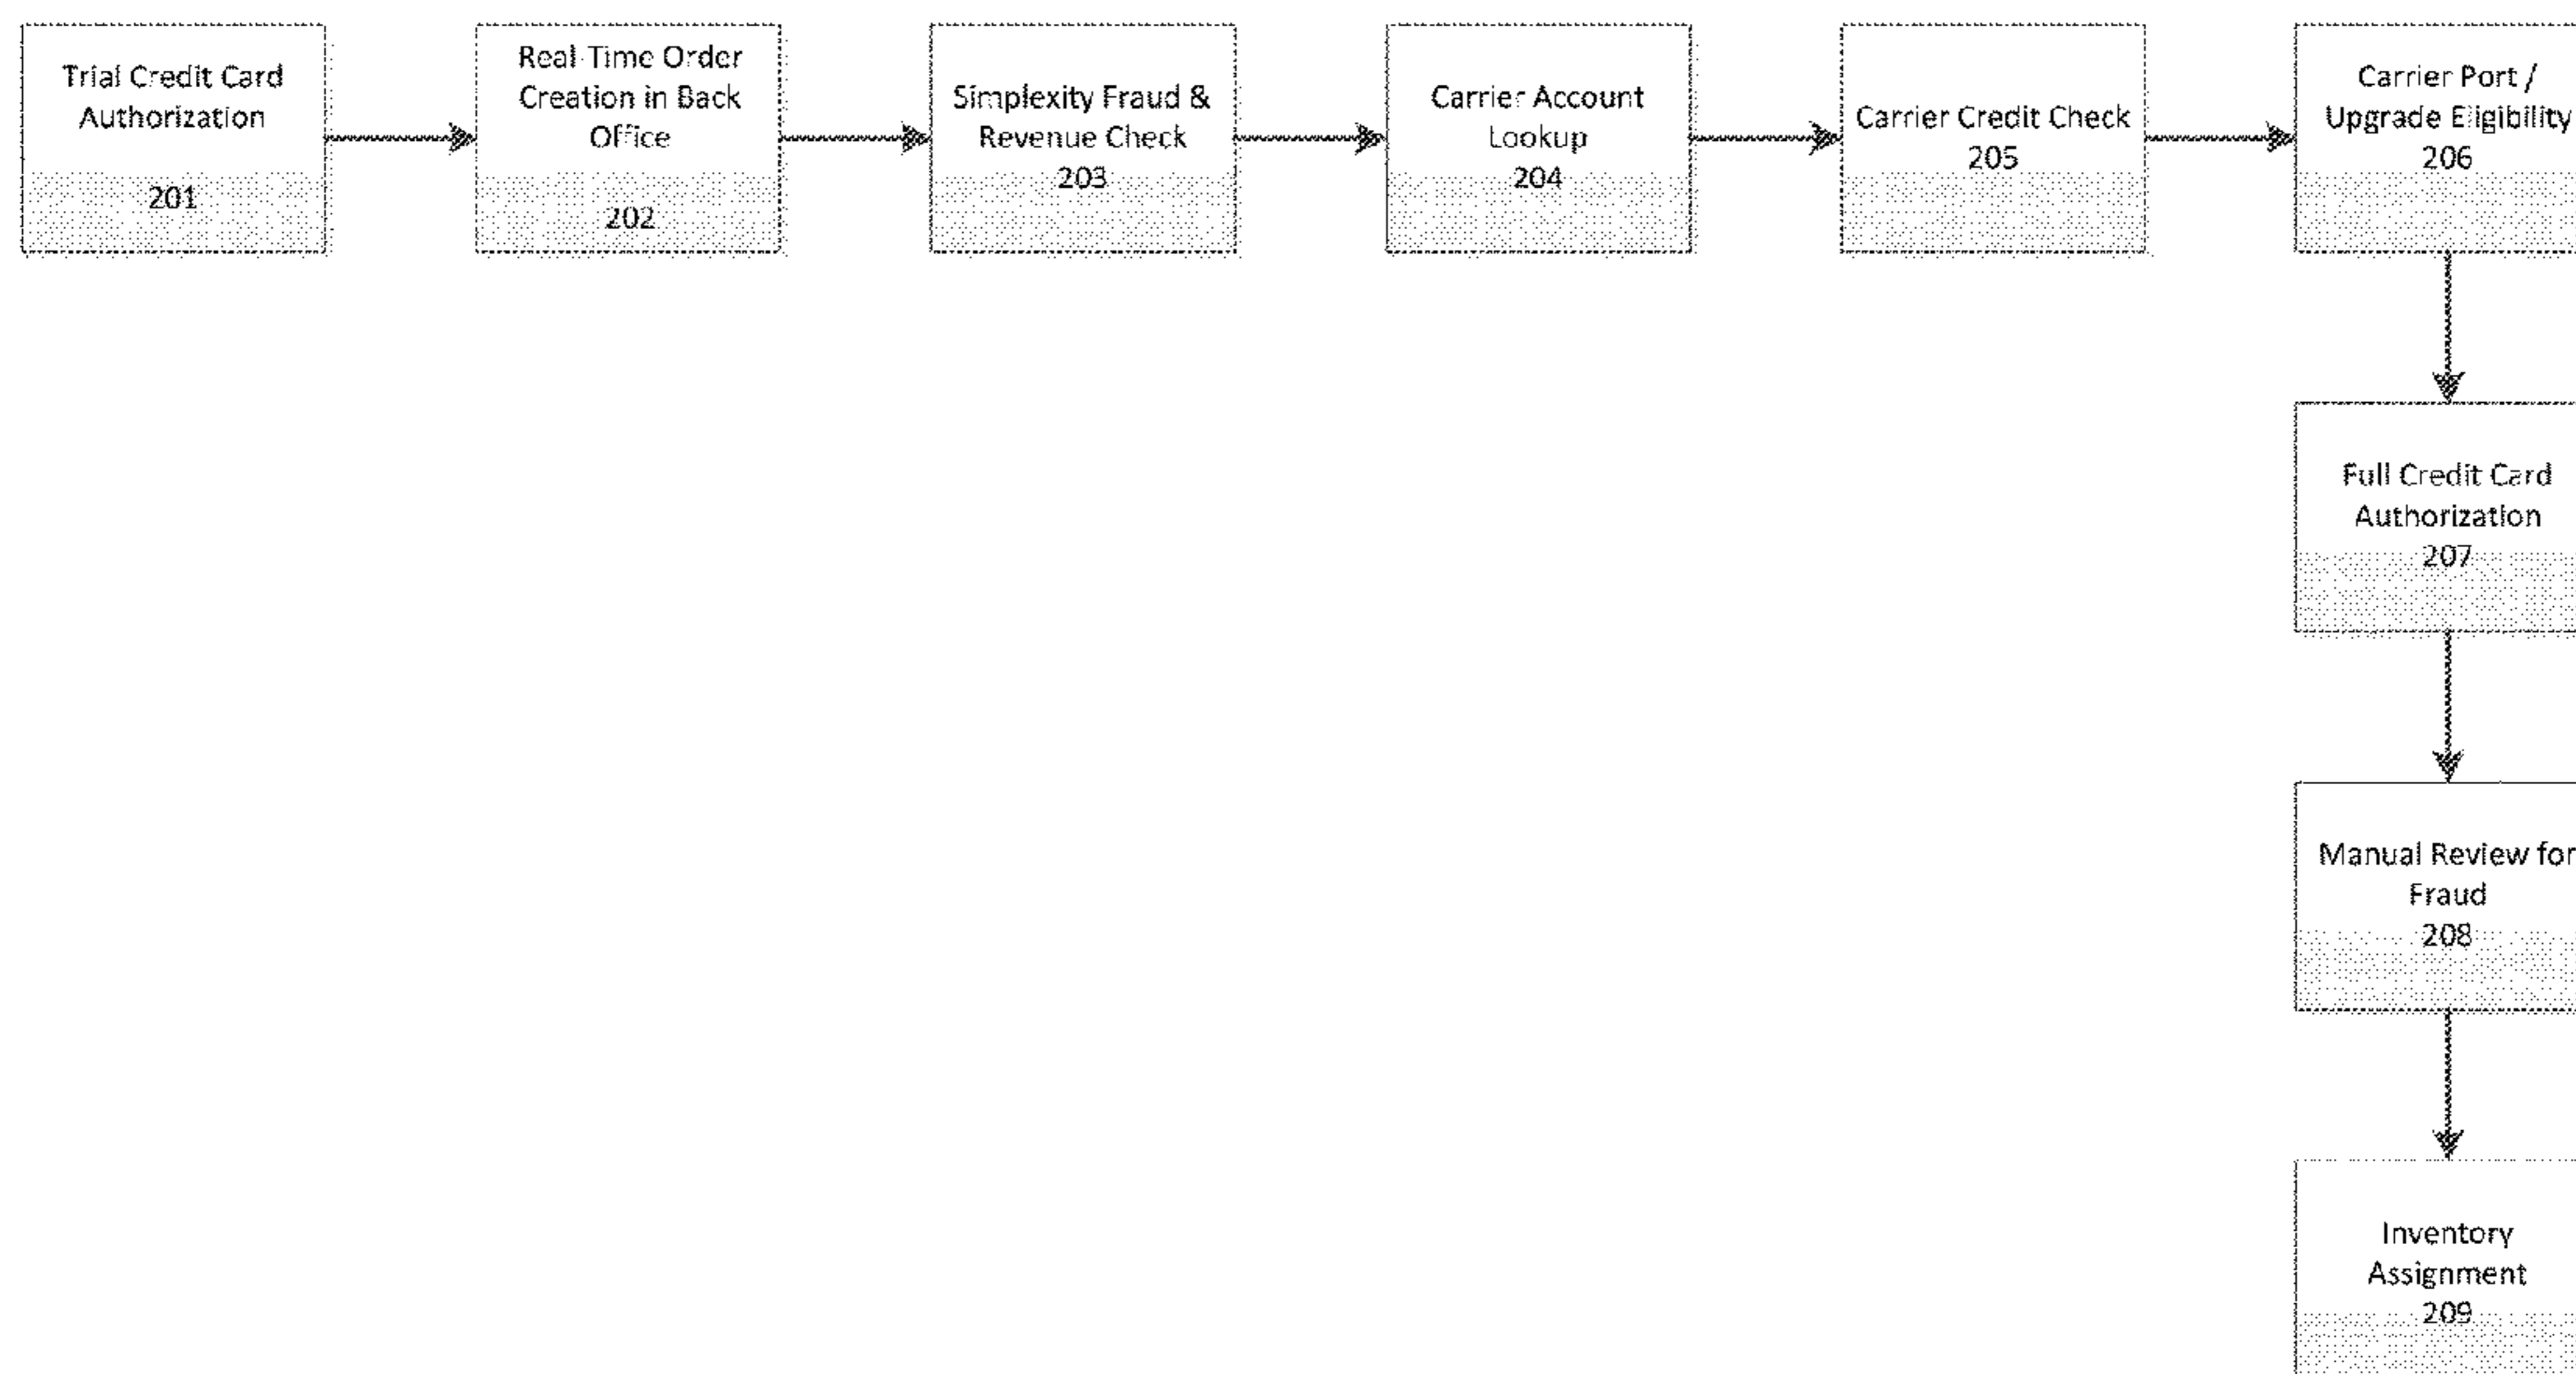 Trial Credit Card
Authorization
201
Real-Time Order
Creation in Back
Office
202
Simplexity Fraud &
Revenue Check
203
Carrier Account
Lookup
204
Carrier Credit Check
205
Carrier Port /
Upgrade Eligibility
206
Full Credit Card
Authorization
207
Manual Review for
Fraud
208
Inventory
Assignment
209